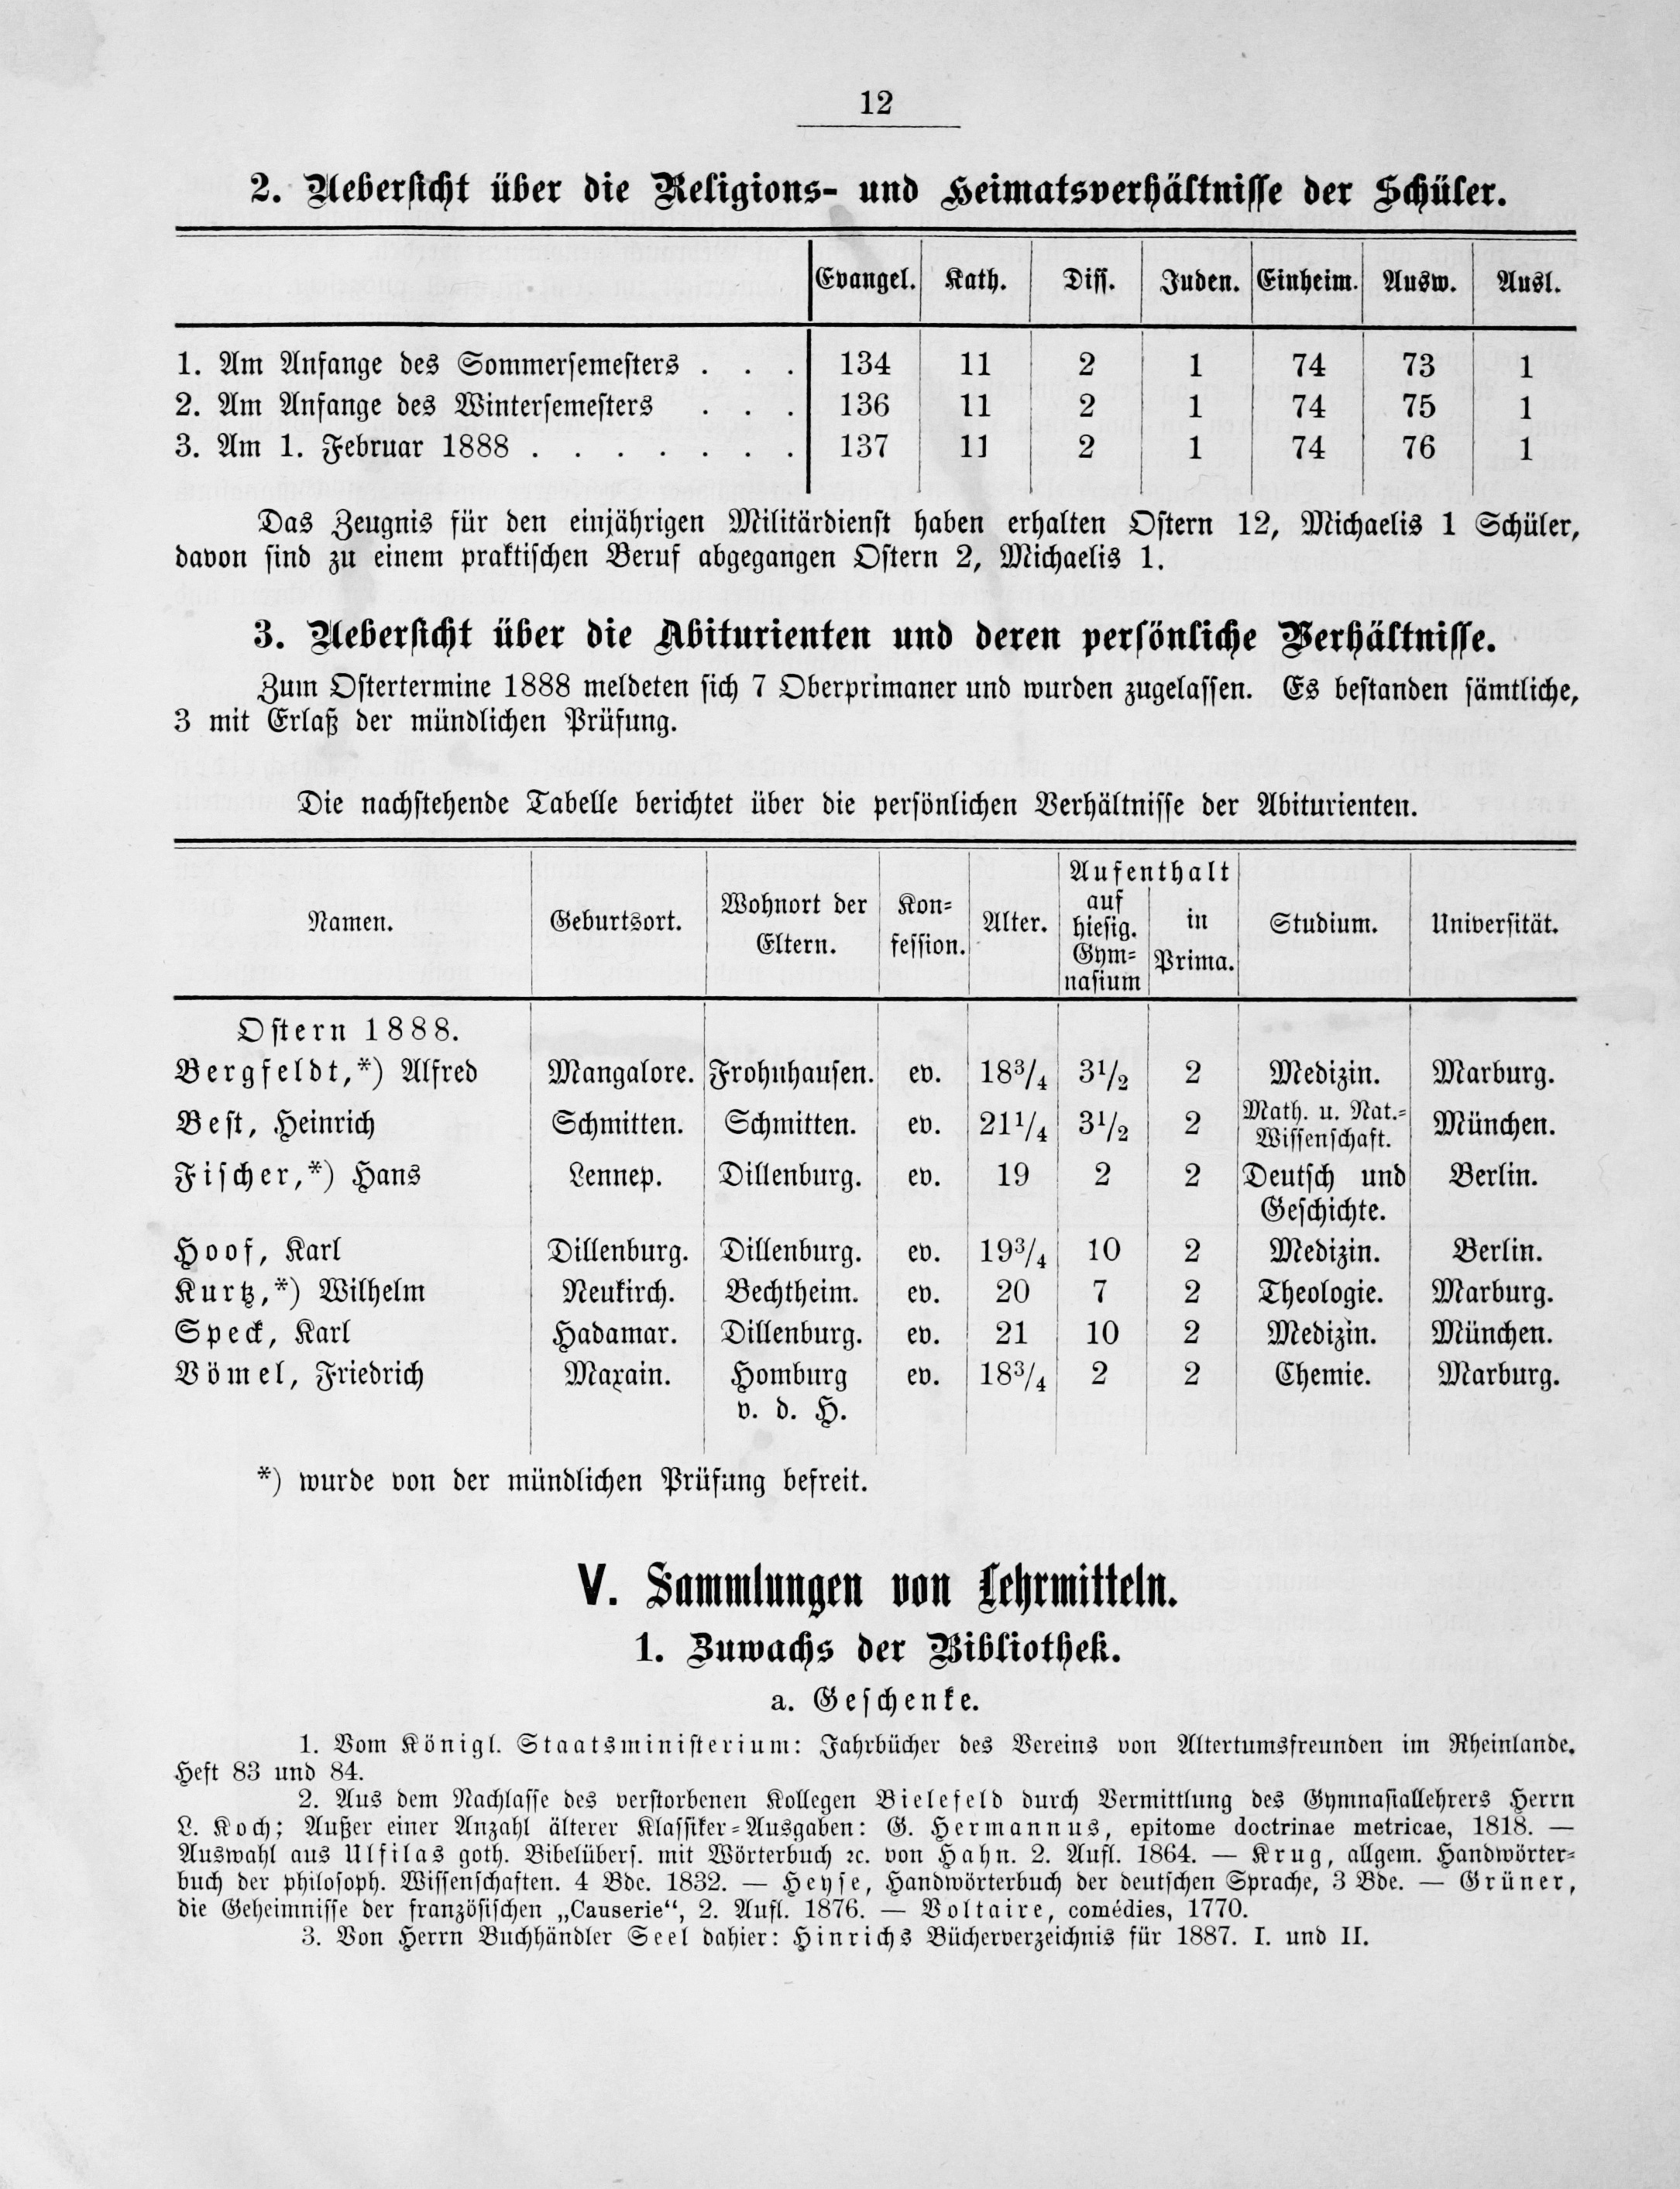 12
2. Uebersicht über die Religions- und Heimatsverhältnisse der Schüler.
Evangel. Kath. Diss. Juden. Einheim. Ausw. Ausl.
1. Am Anfange des Sommersemesters . . . 134 11 2 1 74 73 1
2. Am Anfange des Wintersemesters . . . 136 11 2 1 74 75 1
3. Am 1. Februar 1888 . . . . . . . 137 11 2 1 74 76 1
Das Zeugnis für den einjährigen Militärdienst haben erhalten Ostern 12, Michaelis 1 Schüler,
davon sind zu einem praktischen Beruf abgegangen Ostern 2, Michaelis 1.
3. Uebersicht über die Abiturienten und deren persönliche Verhältnisse.
Zum Ostertermine 1888 meldeten sich 7 Oberprimaner und wurden zugelassen. Es bestanden sämtliche,
3 mit Erlaß der mündlichen Prüfung.
Die nachstehende Tabelle berichtet über die persönlichen Verhältnisse der Abiturienten.
Namen. Geburtsort. Wohnort der Eltern. Kon-fession. Alter. Aufenthalt auf hiesig. Gym-nasium in Prima. Studium. Universität.
Ostern 1888.
Bergfeldt,*) Alfred Mangalore. Frohnhausen. ev. 18³/₄ 3¹/₂ 2 Medizin. Marburg.
Best, Heinrich Schmitten. Schmitten. ev. 21¹/₄ 3¹/₂ 2 Math. u. Nat.-Wissenschaft. München.
Fischer,*) Hans Lennep. Dillenburg. ev. 19 2 2 Deutsch und Geschichte. Berlin.
Hoof, Karl Dillenburg. Dillenburg. ev. 19³/₄ 10 2 Medizin. Berlin.
Kurtz,*) Wilhelm Neukirch. Bechtheim. ev. 20 7 2 Theologie. Marburg.
Speck, Karl Hadamar. Dillenburg. ev. 21 10 2 Medizin. München.
Vömel, Friedrich Maxain. Homburg v. d. H. ev. 18³/₄ 2 2 Chemie. Marburg.
*) wurde von der mündlichen Prüfung befreit.
V. Sammlungen von Lehrmitteln.
1. Zuwachs der Bibliothek.
a. Geschenke.
1. Vom Königl. Staatsministerium: Jahrbücher des Vereins von Altertumsfreunden im Rheinlande.
Heft 83 und 84.
2. Aus dem Nachlasse des verstorbenen Kollegen Bielefeld durch Vermittlung des Gymnasiallehrers Herrn
L. Koch; Außer einer Anzahl älterer Klassiker-Ausgaben: G. Hermannus, epitome doctrinae metricae, 1818. —
Auswahl aus Ulfilas goth. Bibelübers. mit Wörterbuch ꝛc. von Hahn. 2. Aufl. 1864. — Krug, allgem. Handwörter-
buch der philosoph. Wissenschaften. 4 Bde. 1832. — Heyse, Handwörterbuch der deutschen Sprache, 3 Bde. — Grüner,
die Geheimnisse der französischen „Causerie“, 2. Aufl. 1876. — Voltaire, comédies, 1770.
3. Von Herrn Buchhändler Seel dahier: Hinrichs Bücherverzeichnis für 1887. I. und II.